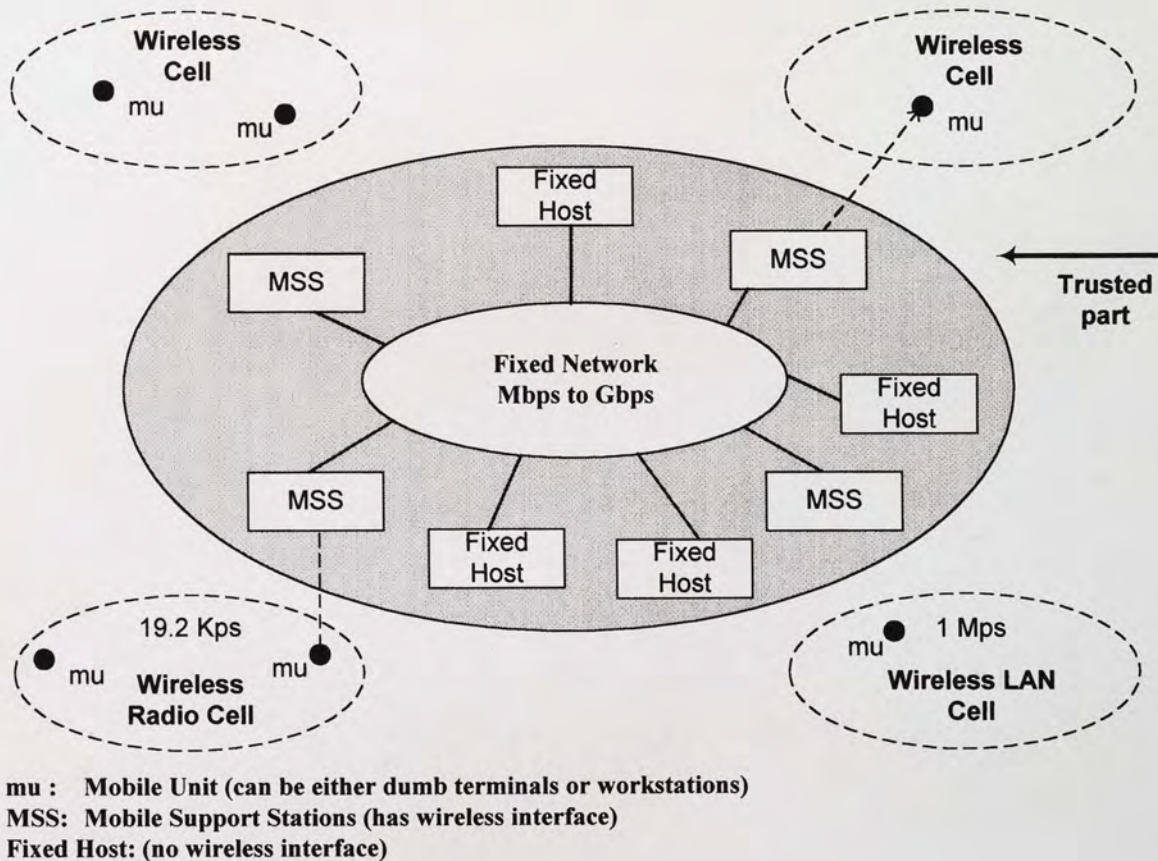 Wireless
Cell
mu
mu
Wireless
Cell
mu
Fixed
Host
MSS
MSS
Trusted
part
Fixed Network
Mbps to Gbps
Fixed
Host
MSS
MSS
Fixed
Host
Fixed
Host
19.2 Kps
mu
mu
Wireless
Radio Cell
1 Mps
mu
Wireless LAN
Cell
mu : Mobile Unit (can be either dumb terminals or workstations)
MSS: Mobile Support Stations (has wireless interface)
Fixed Host: (no wireless interface)